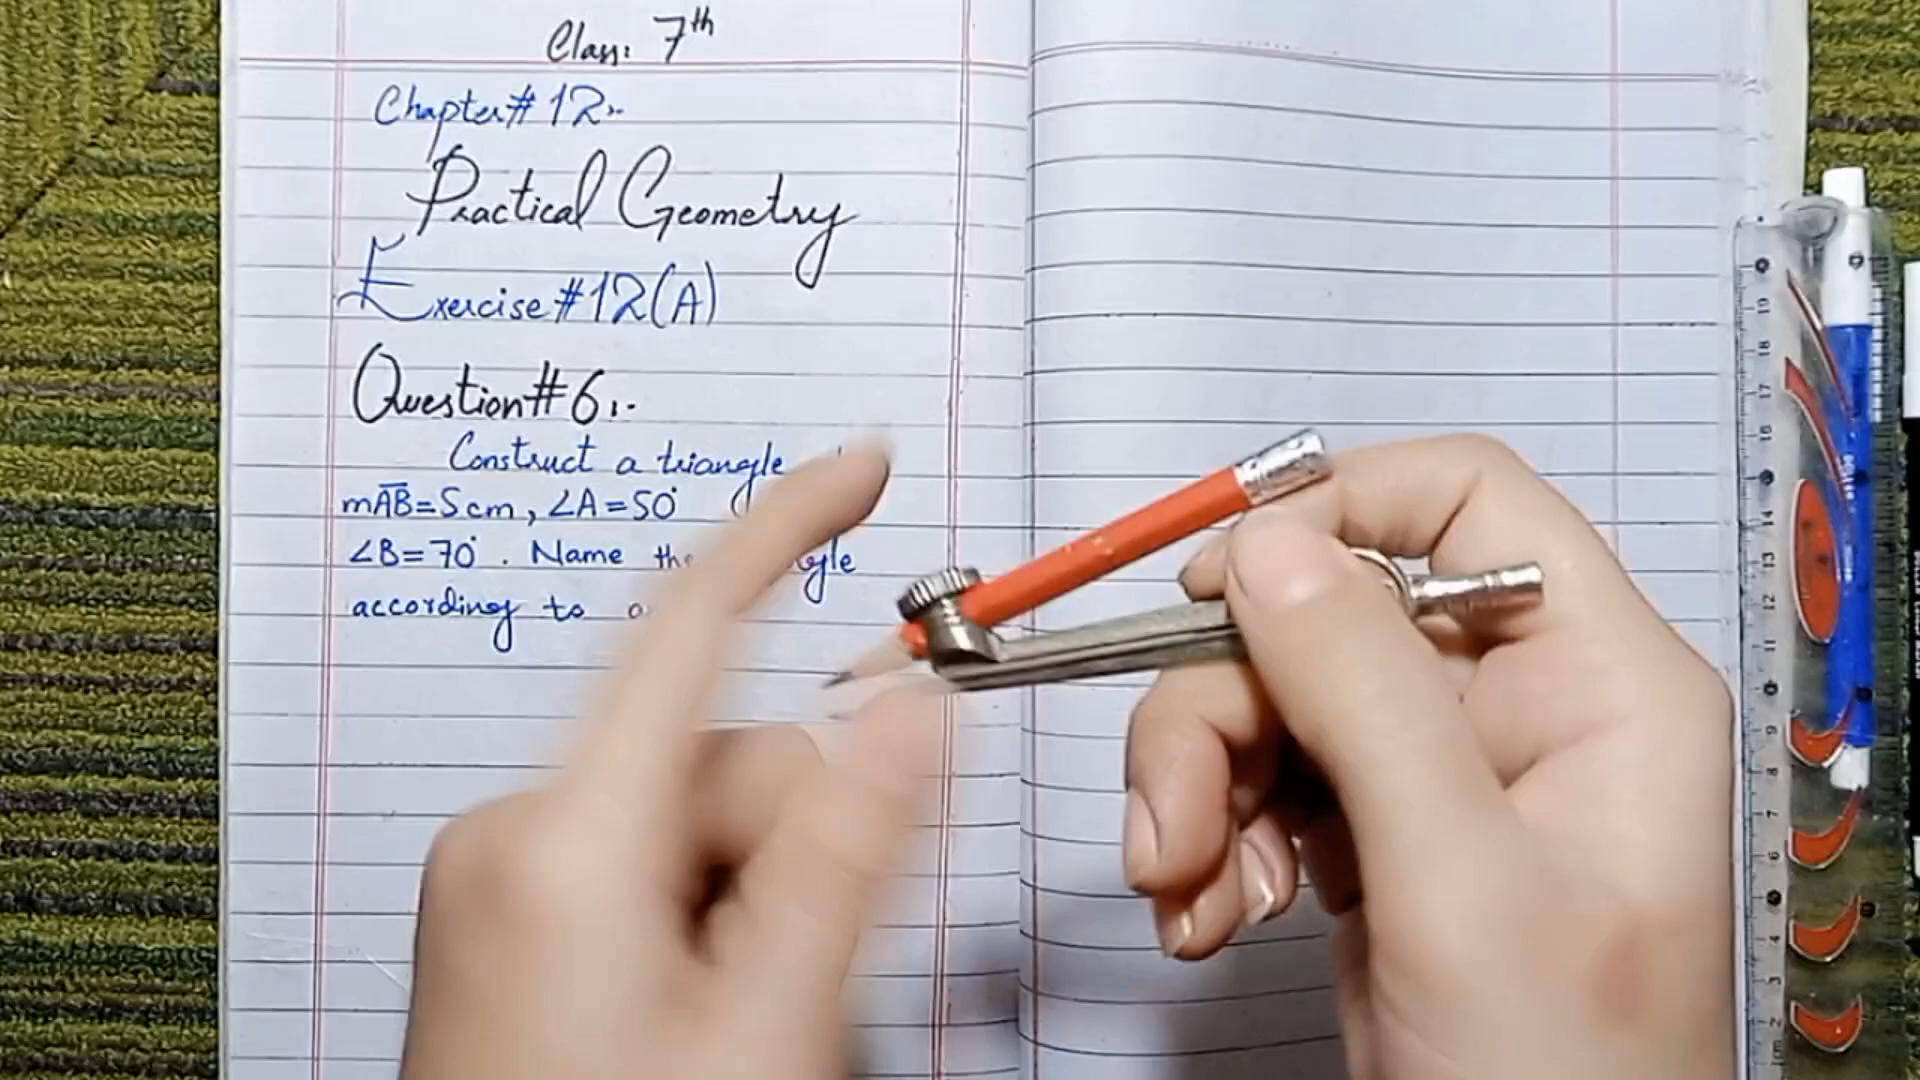 Class: 7th
Chapter# 12:-
Practical Geometry
Exercise#12(A)
Question#6:-
Construct a triangle
mAB=5cm, ∠A=50°
∠B=70°. Name the
according to